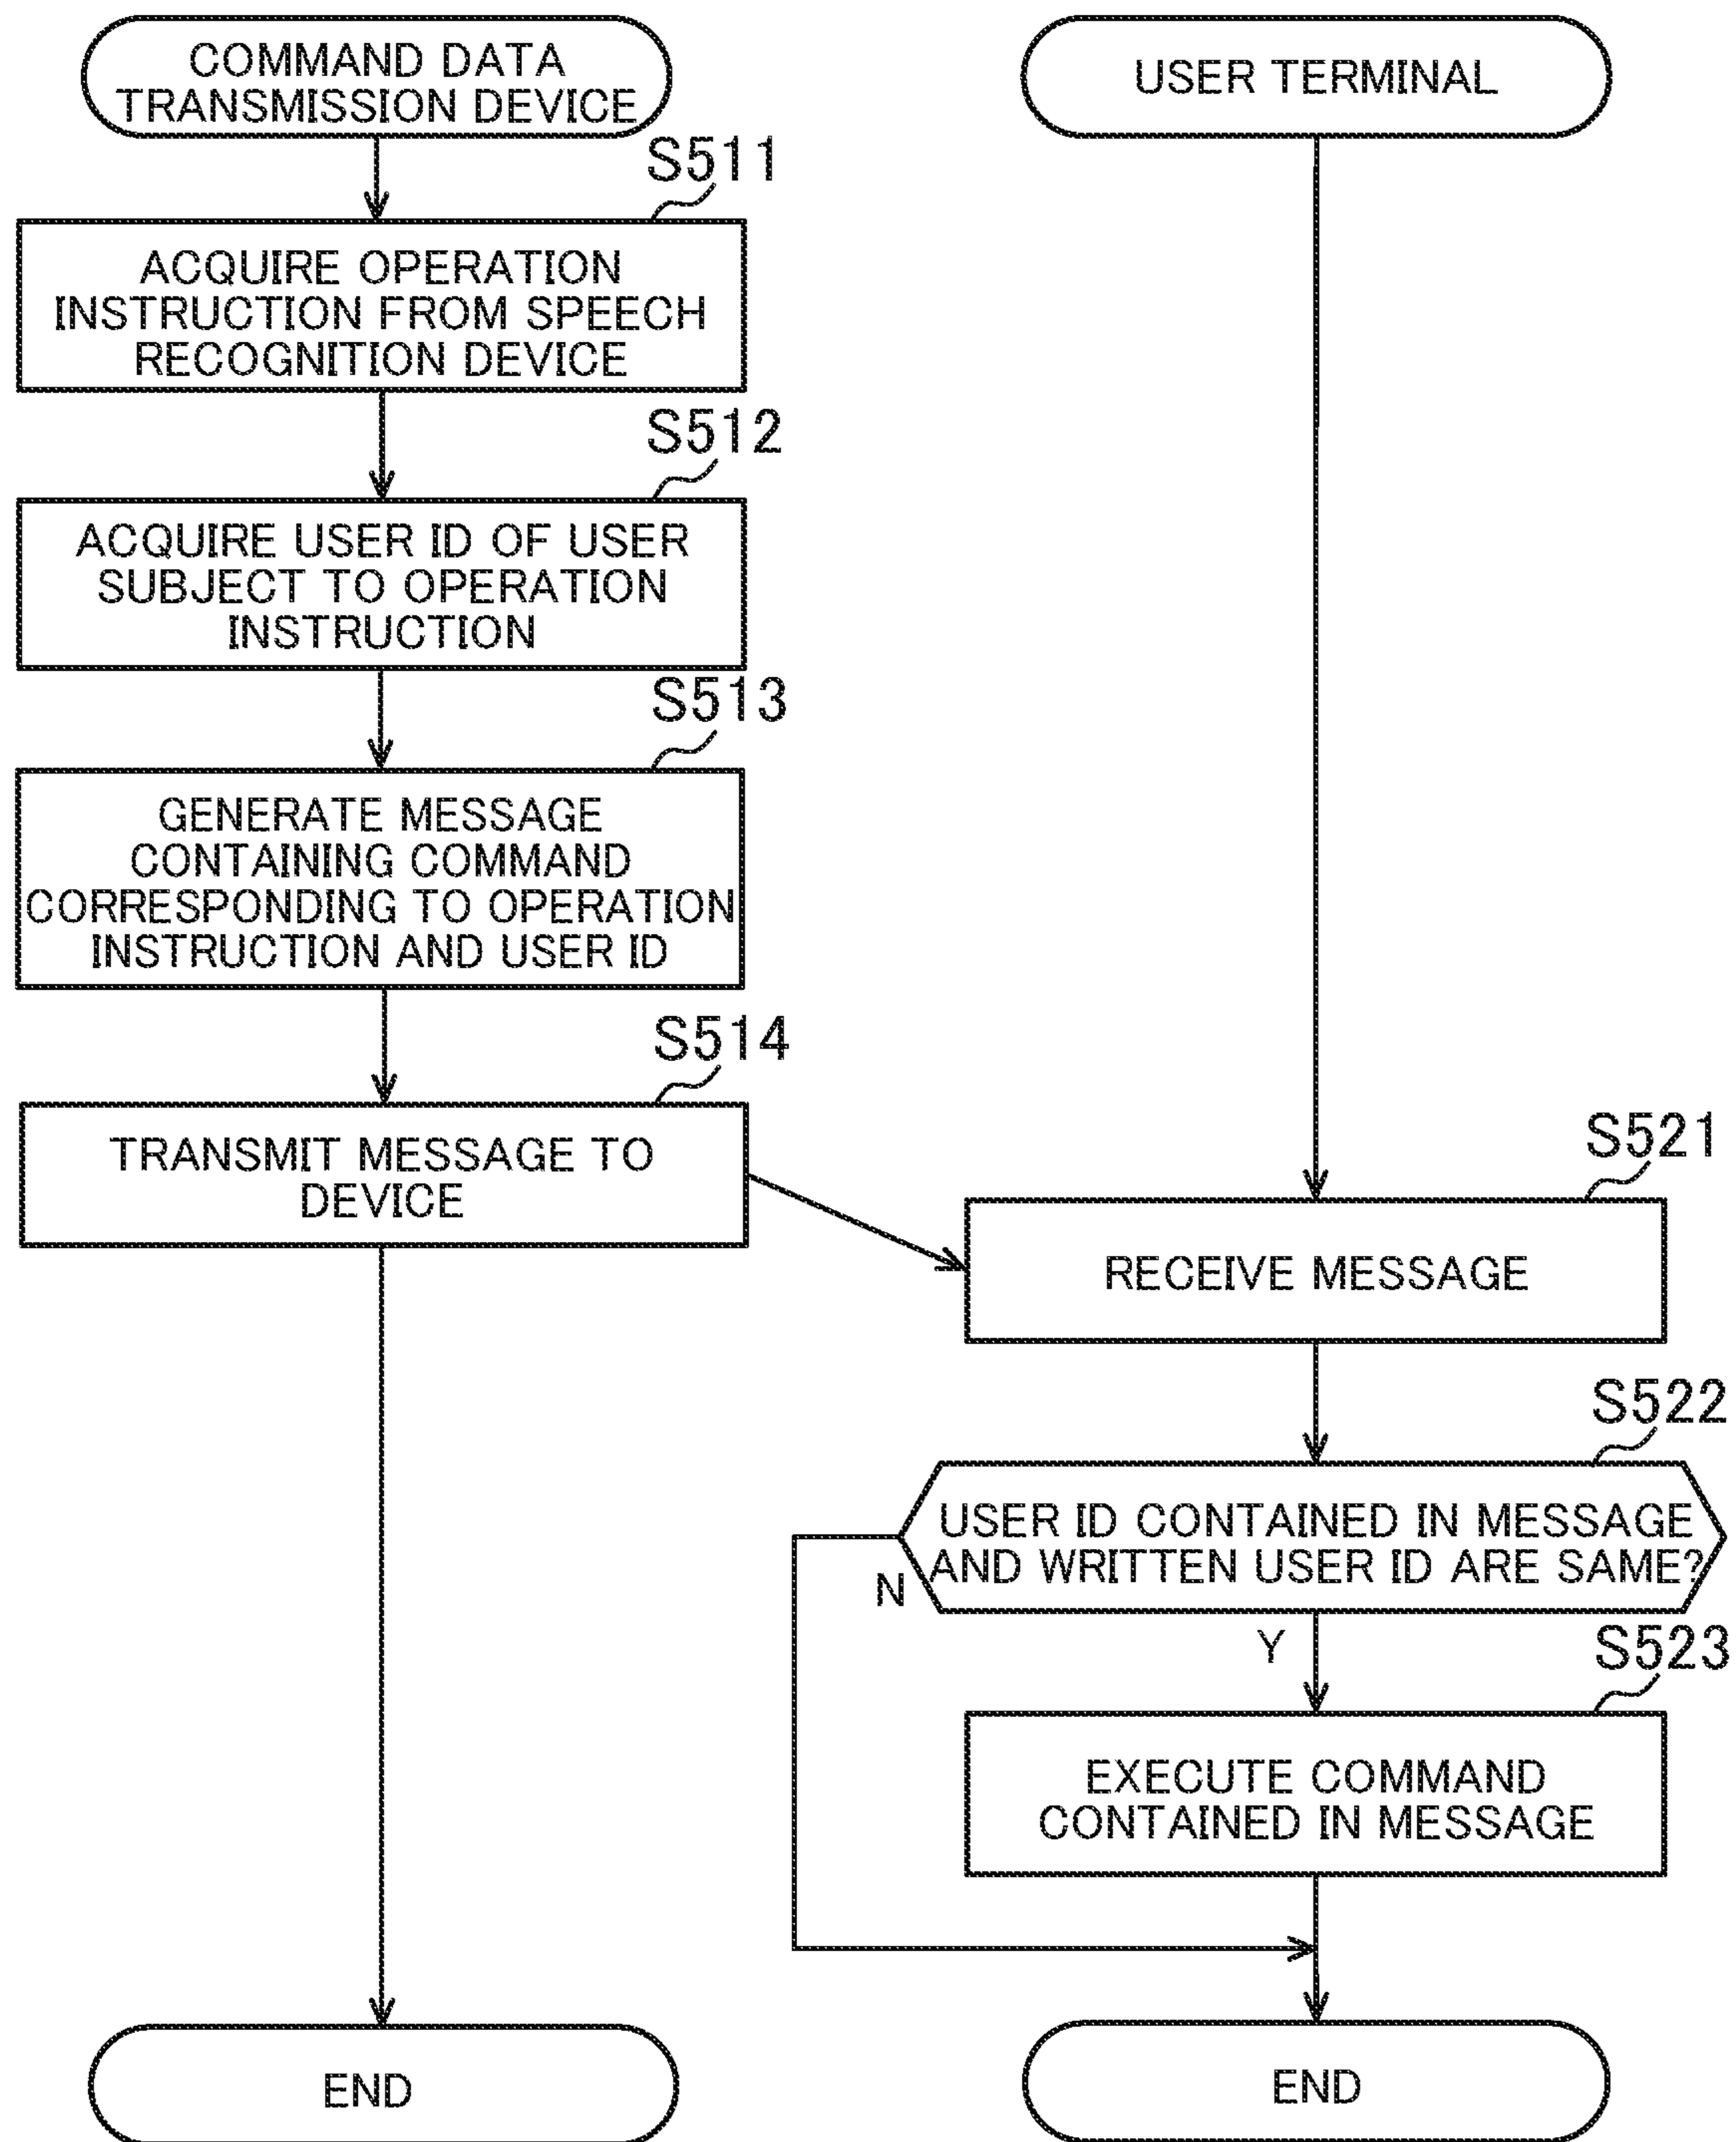 COMMAND DATA
TRANSMISSION DEVICE
S511
ACQUIRE OPERATION
INSTRUCTION FROM SPEECH
RECOGNITION DEVICE
S512
ACQUIRE USER ID OF USER
SUBJECT TO OPERATION
INSTRUCTION
S513
GENERATE MESSAGE
CONTAINING COMMAND
CORRESPONDING TO OPERATION
INSTRUCTION AND USER ID
S514
TRANSMIT MESSAGE TO
DEVICE
END
USER TERMINAL
S521
RECEIVE MESSAGE
S522
USER ID CONTAINED IN MESSAGE
AND WRITTEN USER ID ARE SAME?
N
Y
S523
EXECUTE COMMAND
CONTAINED IN MESSAGE
END